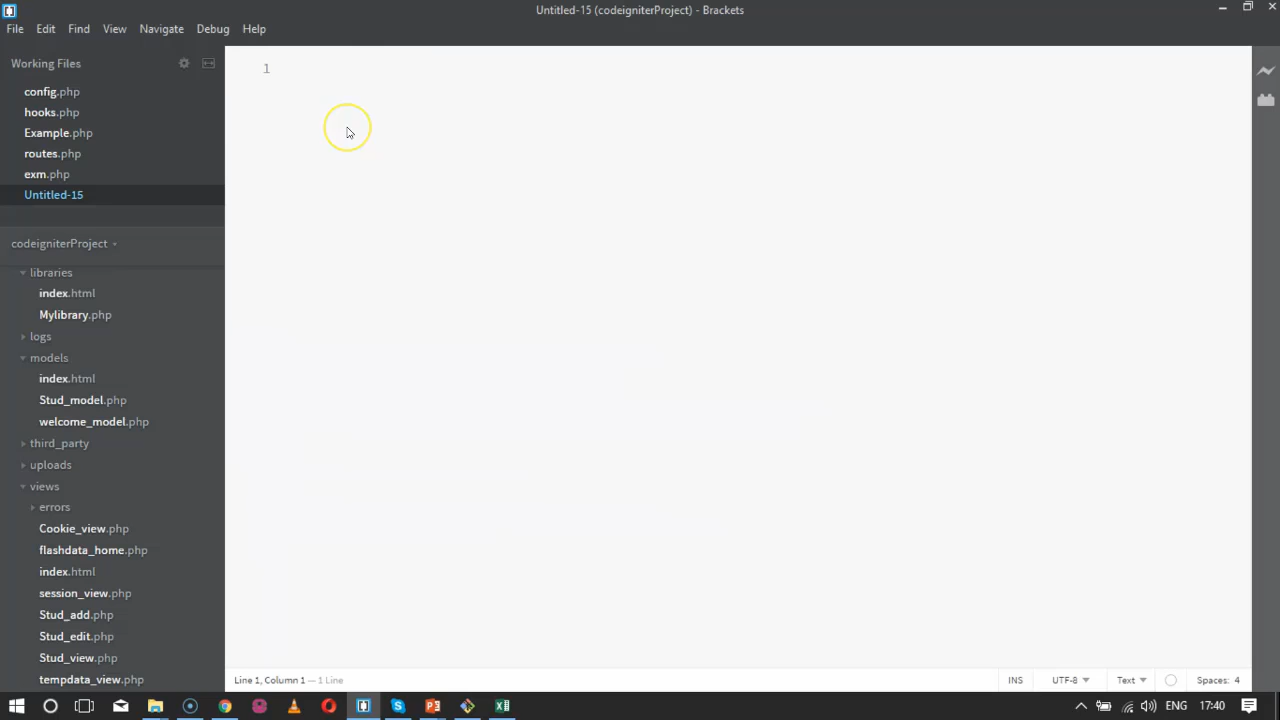 Untitled-15 (codeigniterProject) - Brackets
File Edit Find View Navigate Debug Help
Working Files
config.php
hooks.php
Example.php
routes.php
exm.php
Untitled-15
codeigniterProject
libraries
index.html
Mylibrary.php
logs
models
index.html
Stud_model.php
welcome_model.php
third_party
uploads
views
errors
Cookie_view.php
flashdata_home.php
index.html
session_view.php
Stud_add.php
Stud_edit.php
Stud_view.php
tempdata_view.php
1
Line 1, Column 1 — 1 Line
INS UTF-8 Text Spaces: 4
ENG 17:40